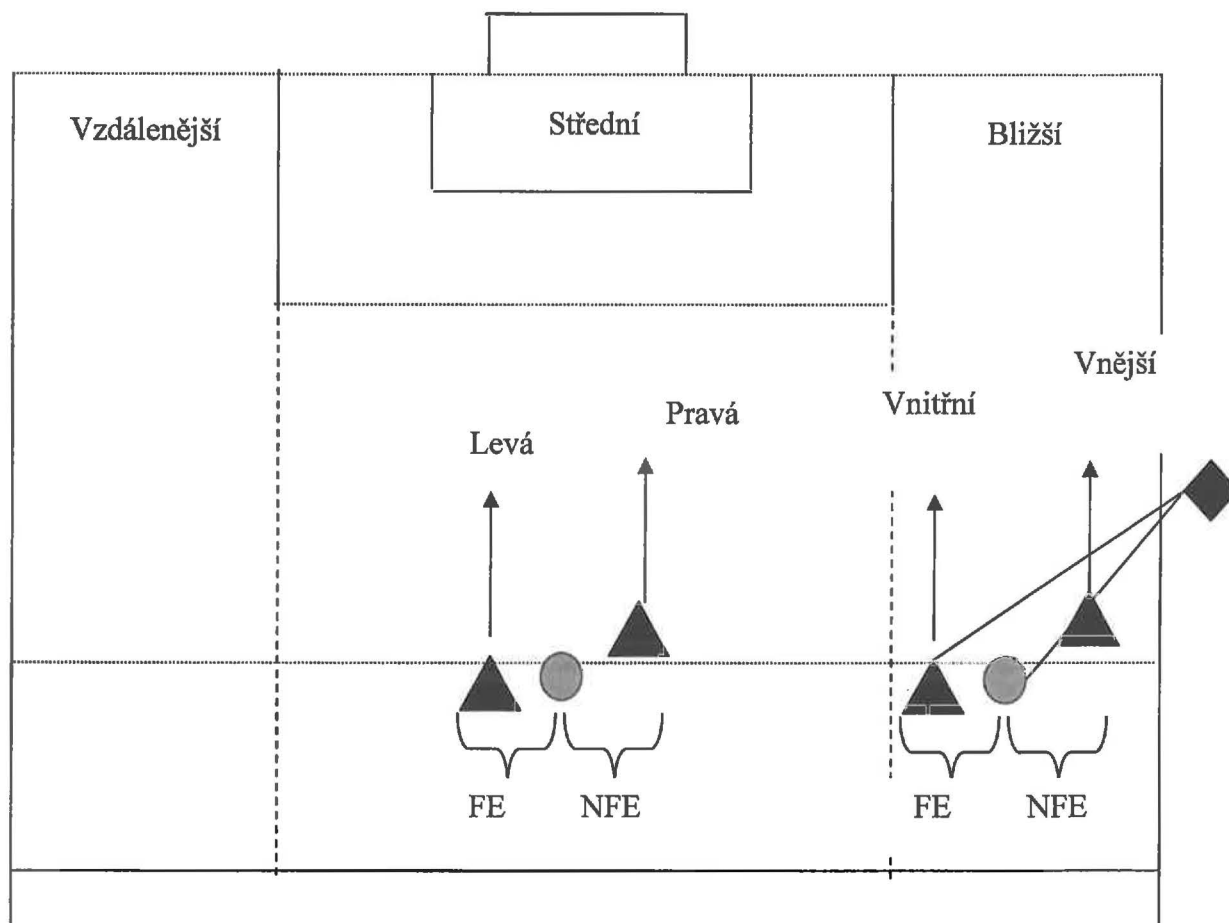 Vzdálenější
Střední
Bližší
Vnější
Vnitřní
Pravá
Levá
FE
NFE
FE
NFE